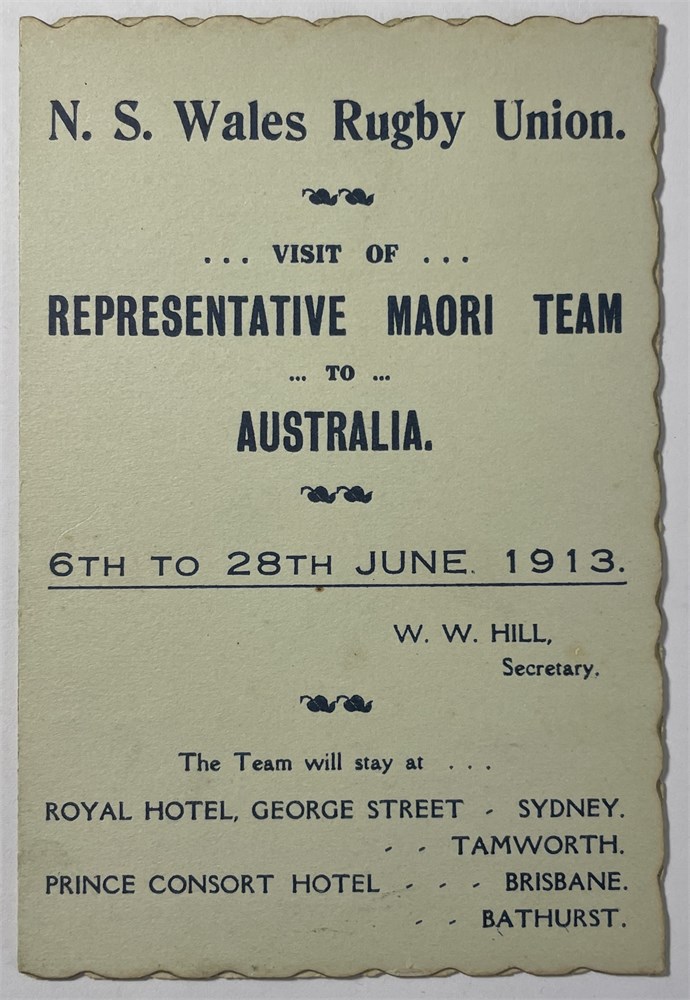 N. S. Wales Rugby Union.
... VISIT OF ...
REPRESENTATIVE MAORI TEAM
... TO ...
AUSTRALIA.
6TH TO 28TH JUNE. 1913.
W. W. HILL,
Secretary.
The Team will stay at ...
ROYAL HOTEL, GEORGE STREET - SYDNEY.
- - TAMWORTH.
PRINCE CONSORT HOTEL - - - BRISBANE.
- - BATHURST.